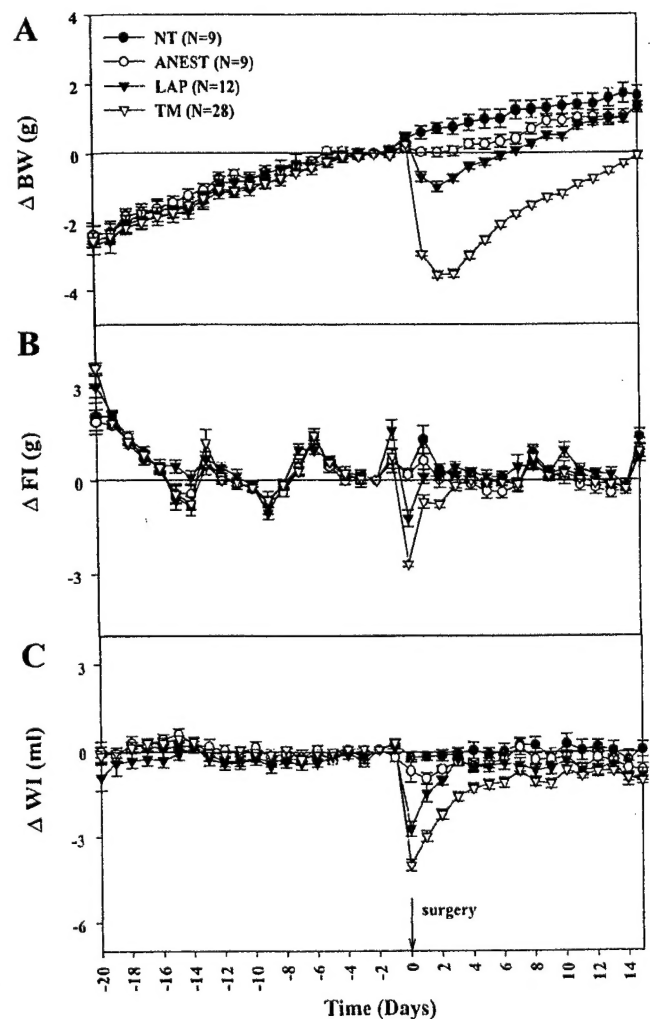 A
4
NT (N=9)
ANEST (N=9)
LAP (N=12)
TM (N=28)
2
0
-2
-4
Δ BW (g)
B
3
0
-3
Δ FI (g)
C
3
0
-3
-6
Δ WI (ml)
surgery
-20 -18 -16 -14 -12 -10 -8 -6 -4 -2 0 2 4 6 8 10 12 14
Time (Days)